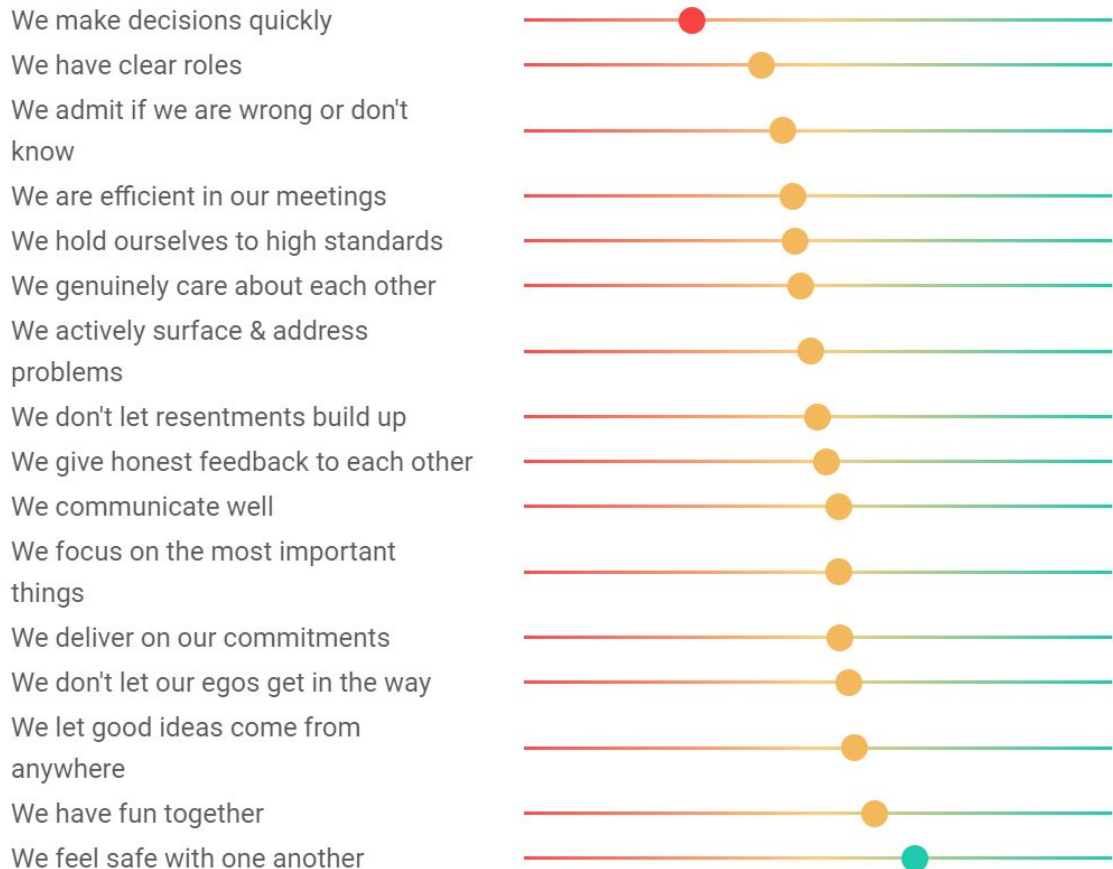 We make decisions quickly
We have clear roles
We admit if we are wrong or don't
know
We are efficient in our meetings
We hold ourselves to high standards
We genuinely care about each other
We actively surface & address
problems
We don't let resentments build up
We give honest feedback to each other
We communicate well
We focus on the most important
things
We deliver on our commitments
We don't let our egos get in the way
We let good ideas come from
anywhere
We have fun together
We feel safe with one another